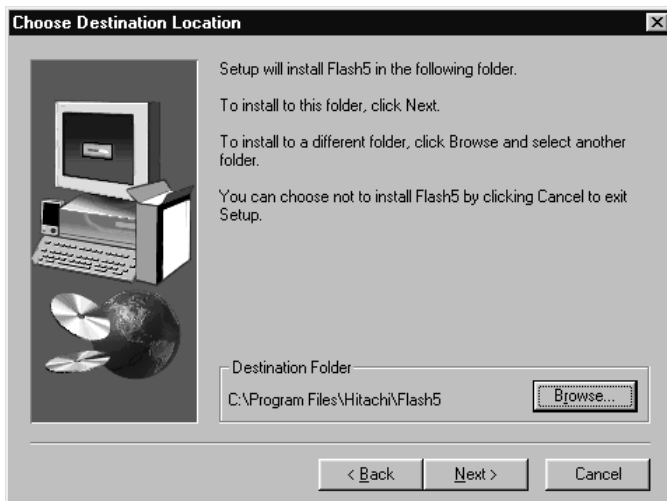 Choose Destination Location
Setup will install Flash5 in the following folder.
To install to this folder, click Next.
To install to a different folder, click Browse and select another
folder.
You can choose not to install Flash5 by clicking Cancel to exit
Setup.
Destination Folder
C:\Program Files\Hitachi\Flash5
Browse...
< Back
Next >
Cancel